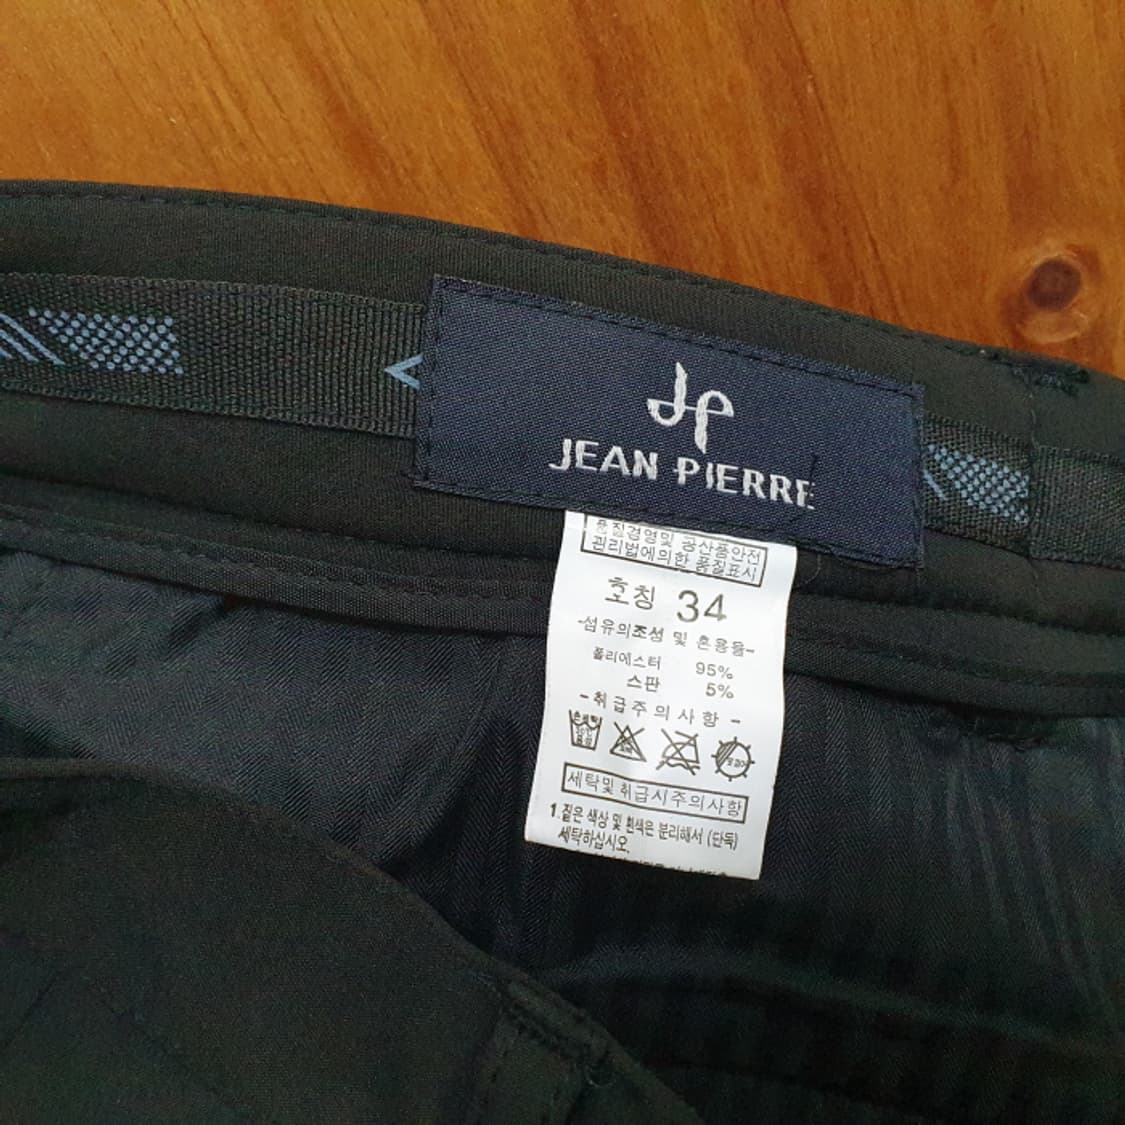 JP
JEAN PIERRE
품질경영및 공산품안전
관리법에의한 품질표시
호칭 34
-섬유의조성 및 혼용율-
폴리에스터 95%
스판 5%
-취급주의사항-
세탁및 취급시주의사항
1.짙은 색상 및 흰색은 분리해서 (단독)
세탁하십시오.